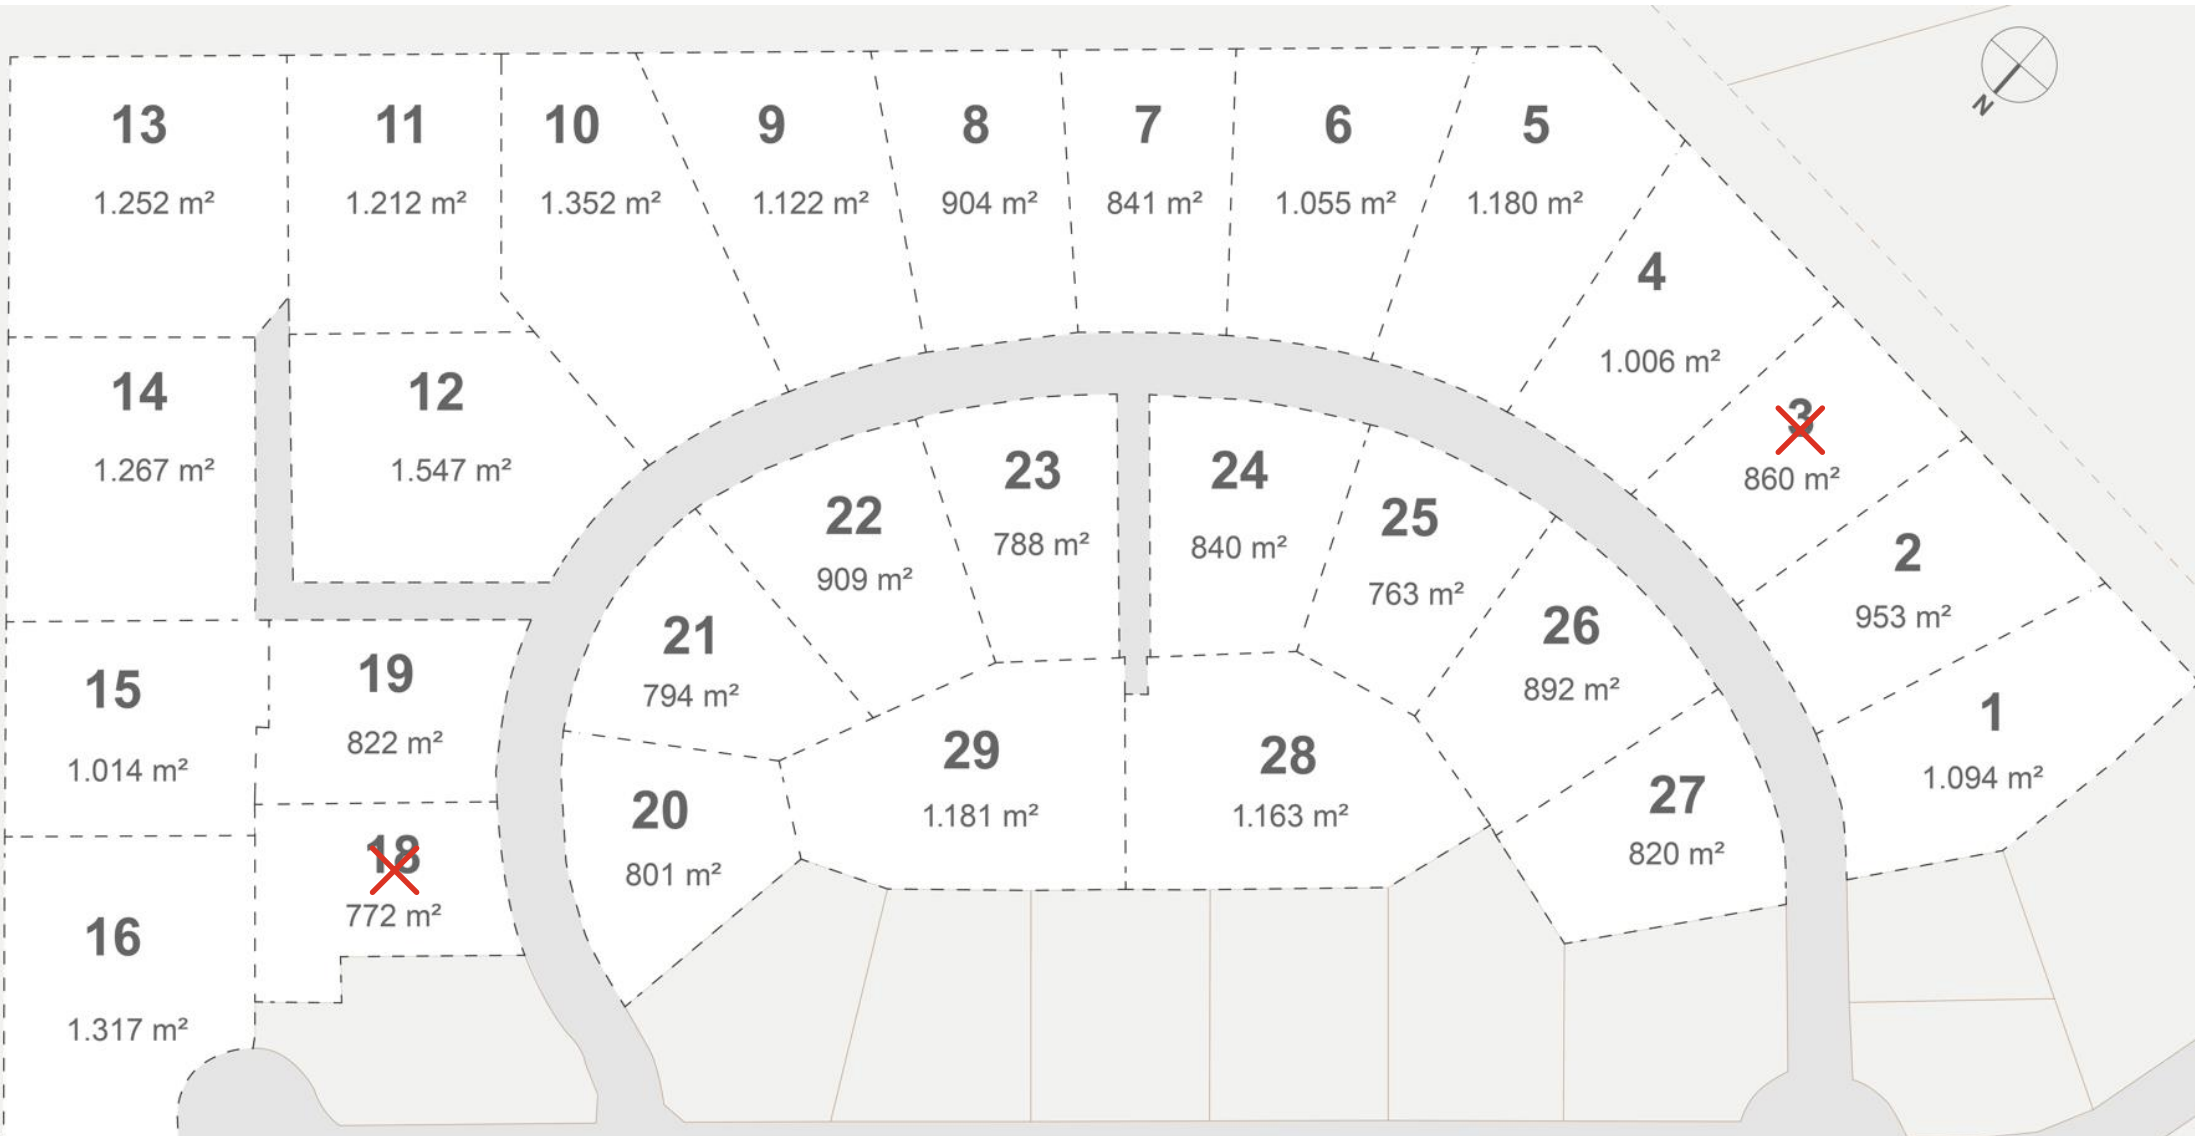 N
13
1.252 m²
11
1.212 m²
10
1.352 m²
9
1.122 m²
8
904 m²
7
841 m²
6
1.055 m²
5
1.180 m²
4
1.006 m²
3
860 m²
2
953 m²
1
1.094 m²
14
1.267 m²
12
1.547 m²
22
909 m²
23
788 m²
24
840 m²
25
763 m²
26
892 m²
27
820 m²
21
794 m²
20
801 m²
29
1.181 m²
28
1.163 m²
15
1.014 m²
19
822 m²
18
772 m²
16
1.317 m²